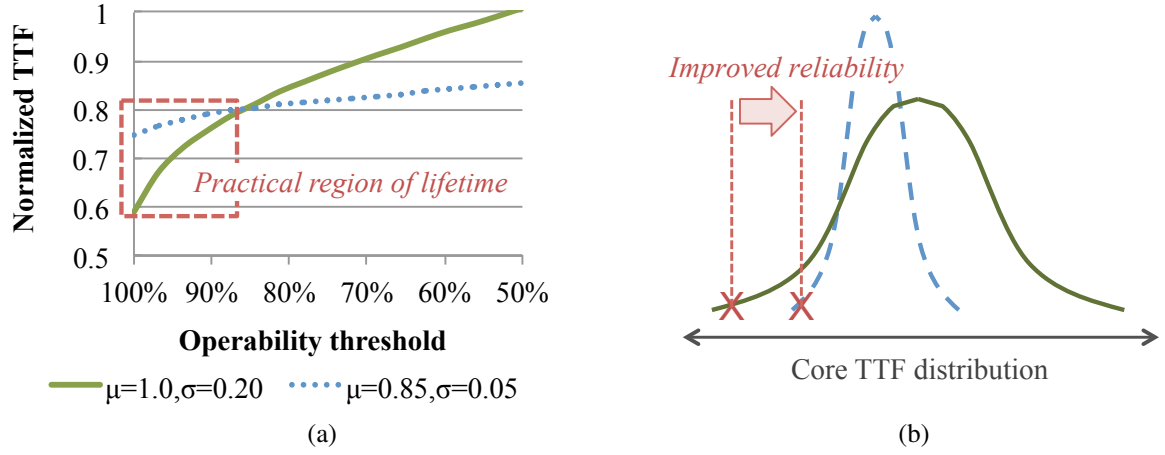 Normalized TTF
1
0.9
0.8
0.7
0.6
0.5
Practical region of lifetime
100% 90% 80% 70% 60% 50%
Operability threshold
μ=1.0,σ=0.20 μ=0.85,σ=0.05
(a)
Improved reliability
X X
Core TTF distribution
(b)